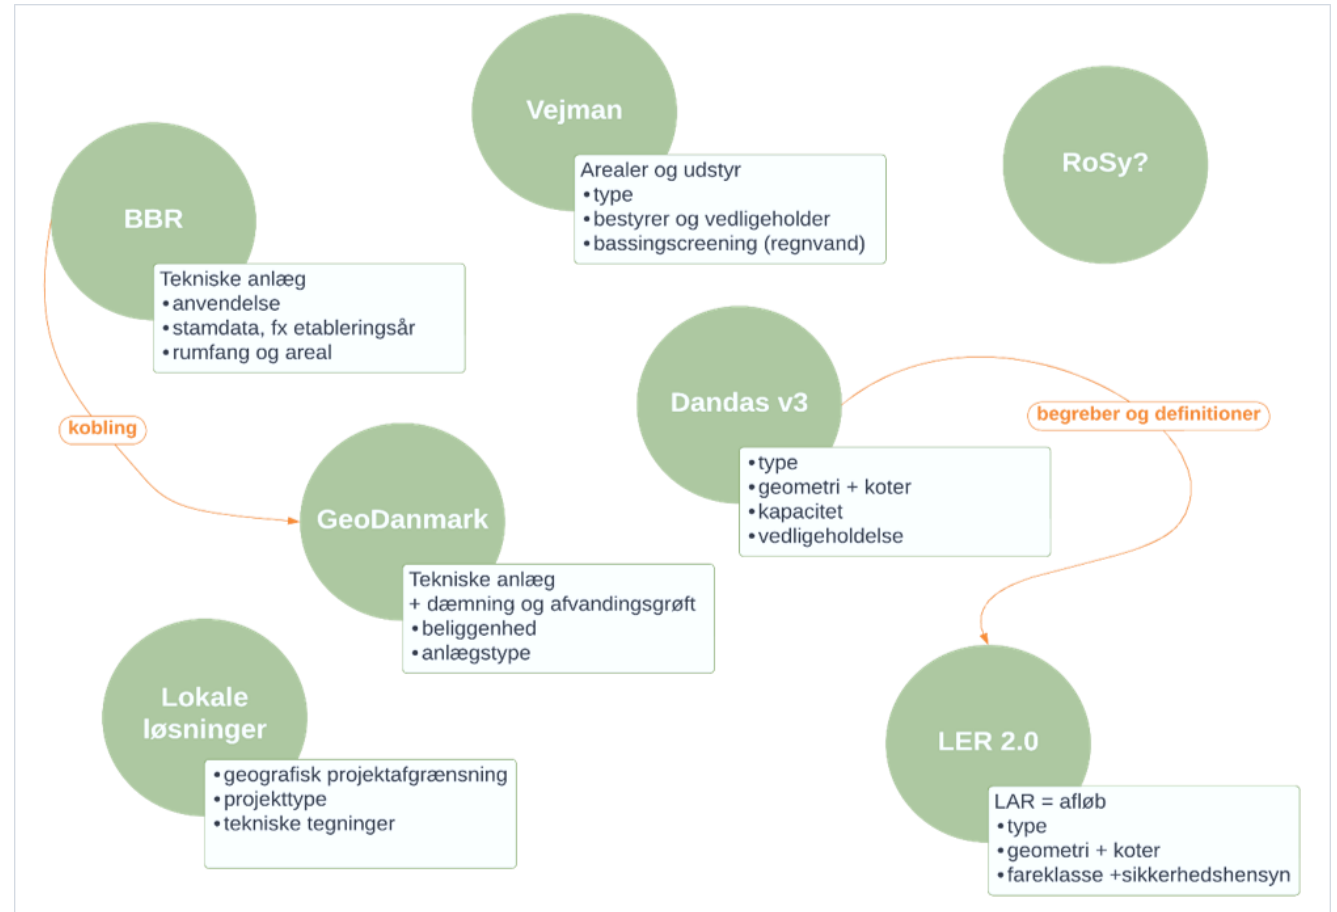 Vejman
Arealer og udstyr
•type
•bestyrer og vedligeholder
•bassingscreening (regnvand)
RoSy?
BBR
Tekniske anlæg
•anvendelse
•stamdata, fx etableringsår
•rumfang og areal
kobling
Dandas v3
•type
•geometri + koter
•kapacitet
•vedligeholdelse
begreber og definitioner
GeoDanmark
Tekniske anlæg
+ dæmning og afvandingsgrøft
•beliggenhed
•anlægstype
Lokale
løsninger
•geografisk projektafgrænsning
•projekttype
•tekniske tegninger
LER 2.0
LAR = afløb
•type
•geometri + koter
•fareklasse +sikkerhedshensyn